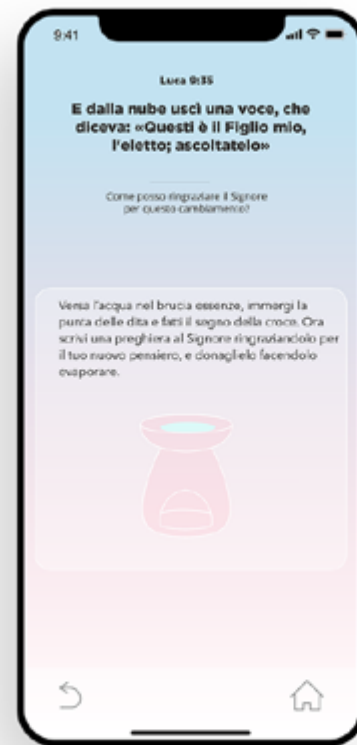 9:41
Luca 9:35
E dalla nube uscì una voce, che
diceva: «Questi è il Figlio mio,
l'eletto; ascoltatelo»
Come posso ringraziare il Signore
per questo cambiamento?
Versa l'acqua nel brucia essenze, immergi la
punta delle dita e fatti il segno della croce. Ora
scrivi una preghiera al Signore ringraziandolo per
il tuo nuovo pensiero, e donaglielo facendolo
evaporare.